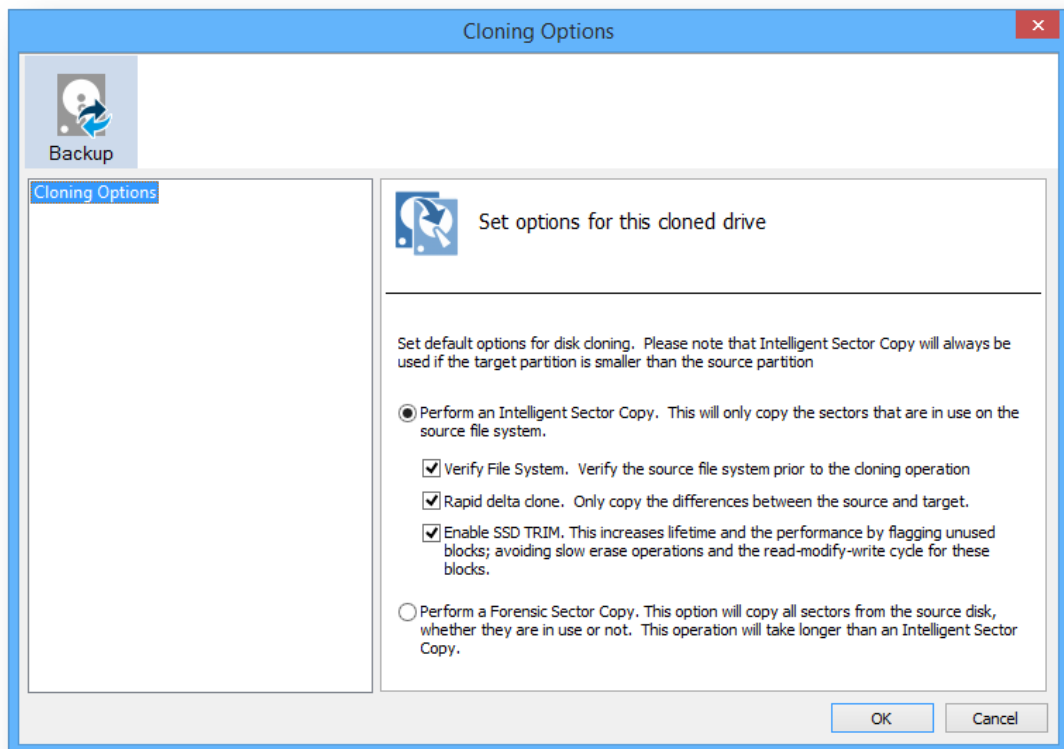 Cloning Options
Backup
Cloning Options
Set options for this cloned drive
Set default options for disk cloning.  Please note that Intelligent Sector Copy will always be
used if the target partition is smaller than the source partition
Perform an Intelligent Sector Copy.  This will only copy the sectors that are in use on the
source file system.
Verify File System.  Verify the source file system prior to the cloning operation
Rapid delta clone.  Only copy the differences between the source and target.
Enable SSD TRIM. This increases lifetime and the performance by flagging unused
blocks; avoiding slow erase operations and the read-modify-write cycle for these
blocks.
Perform a Forensic Sector Copy. This option will copy all sectors from the source disk,
whether they are in use or not.  This operation will take longer than an Intelligent Sector
Copy.
OK
Cancel